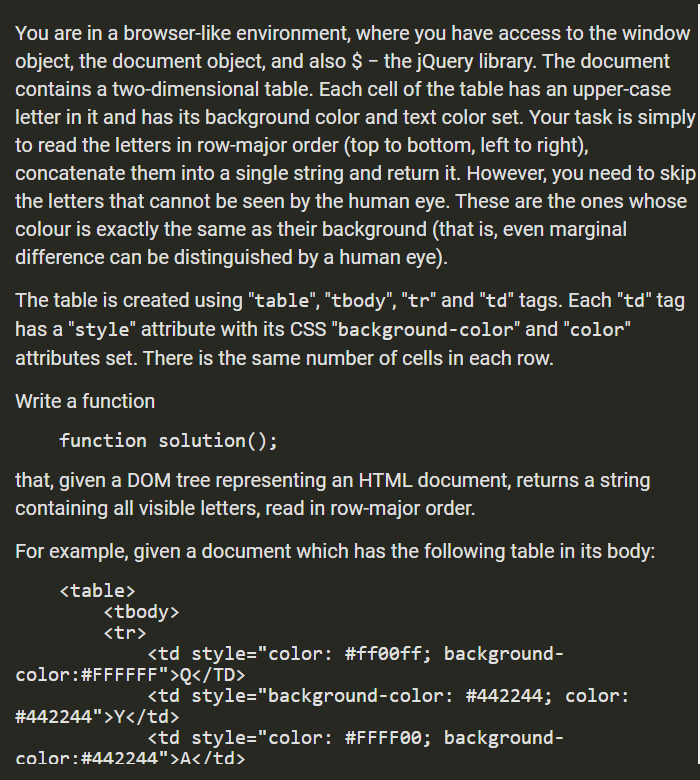 You are in a browser-like environment, where you have access to the window
object, the document object, and also $ – the jQuery library. The document
contains a two-dimensional table. Each cell of the table has an upper-case
letter in it and has its background color and text color set. Your task is simply
to read the letters in row-major order (top to bottom, left to right),
concatenate them into a single string and return it. However, you need to skip
the letters that cannot be seen by the human eye. These are the ones whose
colour is exactly the same as their background (that is, even marginal
difference can be distinguished by a human eye).
The table is created using "table", "tbody", "tr" and "td" tags. Each "td" tag
has a "style" attribute with its CSS "background-color" and "color"
attributes set. There is the same number of cells in each row.
Write a function
function solution();
that, given a DOM tree representing an HTML document, returns a string
containing all visible letters, read in row-major order.
For example, given a document which has the following table in its body:
<table>
<tbody>
<tr>
<td style="color: #ff00ff; background-
color:#FFFFFF">Q</TD>
<td style="background-color: #442244; color:
#442244">Y</td>
<td style="color: #FFFF00; background-
color:#442244">A</td>